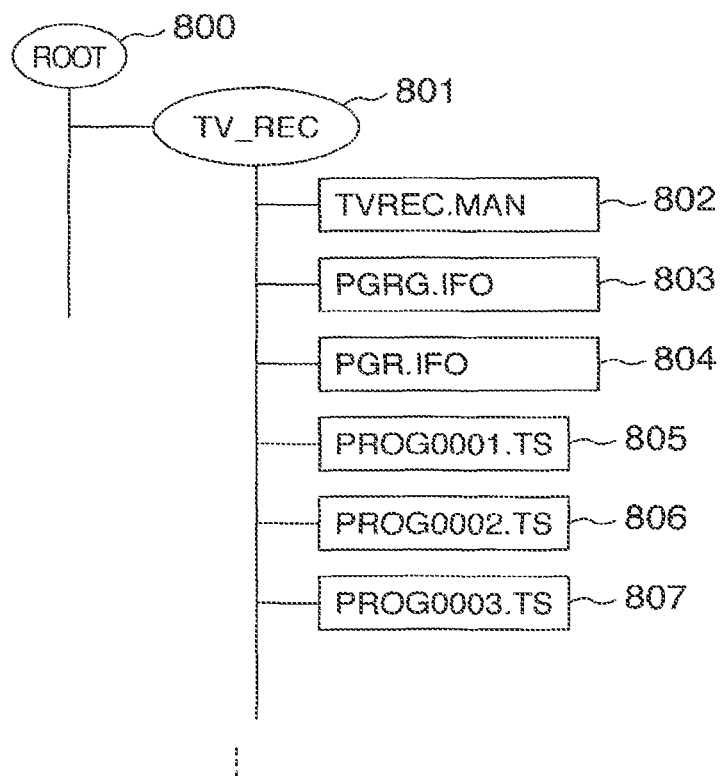 ROOT 800
TV_REC 801
TVREC.MAN 802
PGRG.IFO 803
PGR.IFO 804
PROG0001.TS 805
PROG0002.TS 806
PROG0003.TS 807